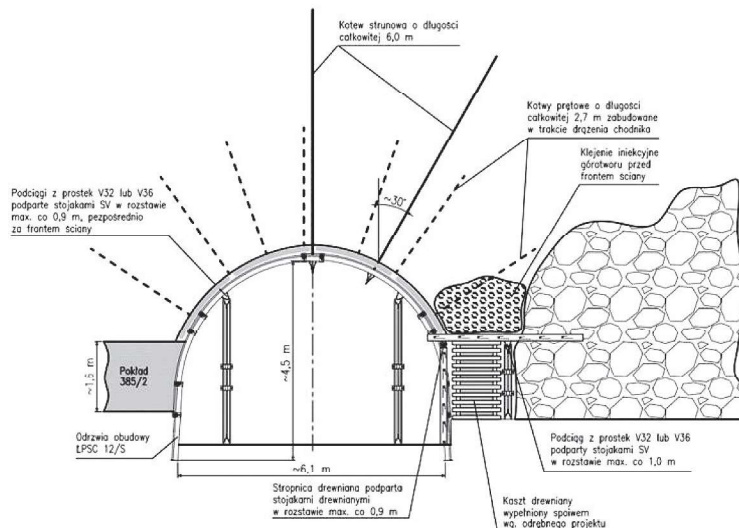 Kotew strunowa o długości
całkowitej 6,0 m
Kotwy prętowe o długości
całkowitej 2,7 m zabudowane
w trakcie drążenia chodnika
Klejenie iniekcyjne
górotworu przed
frontem ściany
Podciągi z prostek V32 lub V36
podparte stojakami SV w rozstawie
max. co 0,9 m, pezpośrednio
za frontem ściany
~30°
~4,5 m
~1,5 m
Pokład
385/2
Odrzwia obudowy
ŁPSC 12/S
~6,1 m
Stropnica drewniana podparta
stojakami drewnianymi
w rozstawie max. co 0,9 m
Kaszt drewniany
wypełniony spoiwem
wg. odrębnego projektu
Podciąg z prostek V32 lub V36
podparty stojakami SV
w rozstawie max. co 1,0 m